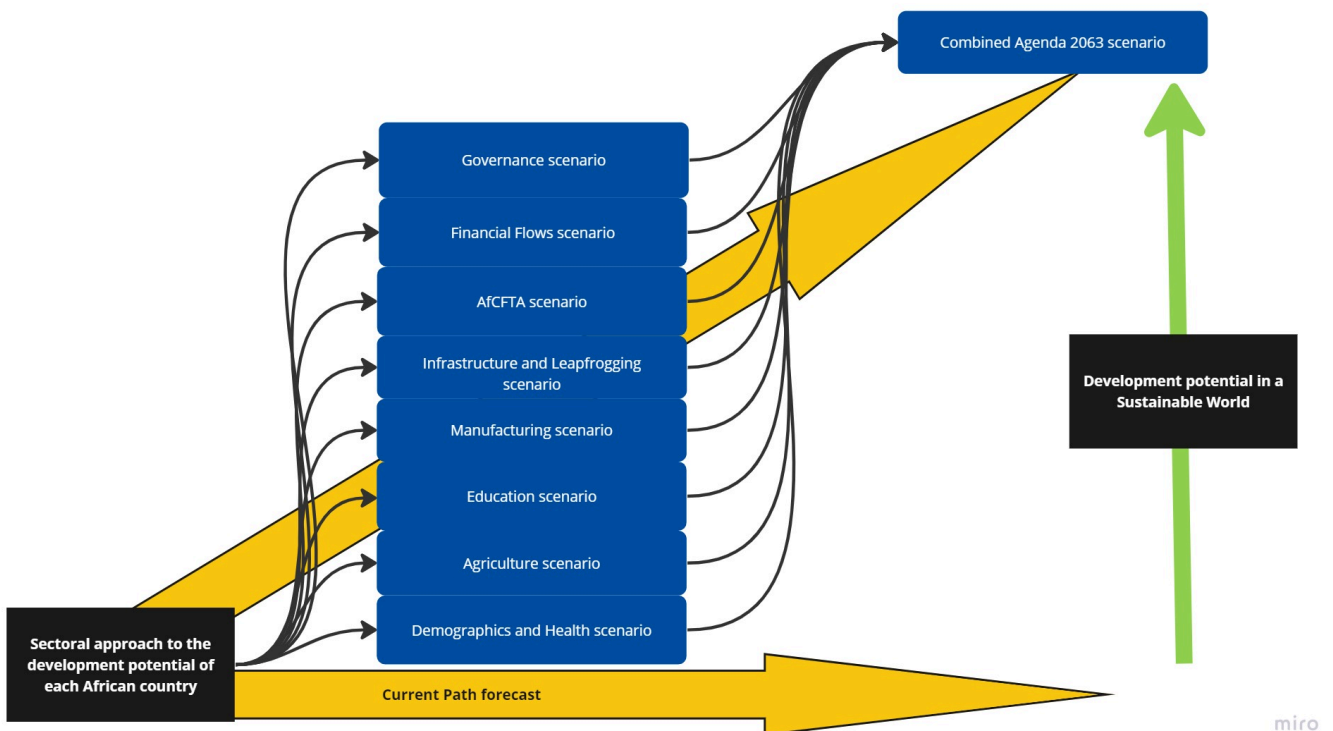 Combined Agenda 2063 scenario
Governance scenario
Financial Flows scenario
AfCFTA scenario
Infrastructure and Leapfrogging
scenario
Manufacturing scenario
Education scenario
Agriculture scenario
Demographics and Health scenario
Development potential in a
Sustainable World
Sectoral approach to the
development potential of
each African country
Current Path forecast
miro